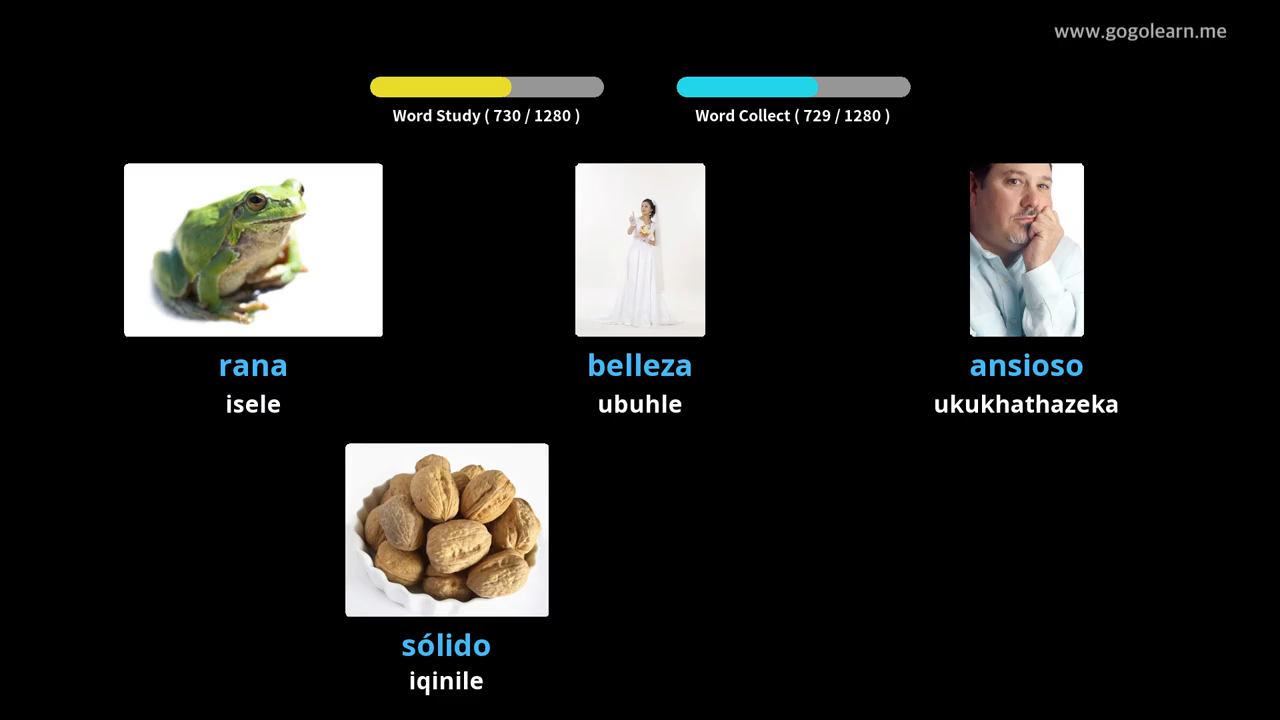 www.gogolearn.me
Word Study ( 730 / 1280 )
Word Collect ( 729 / 1280 )
rana
isele
belleza
ubuhle
ansioso
ukukhathazeka
sólido
iqinile